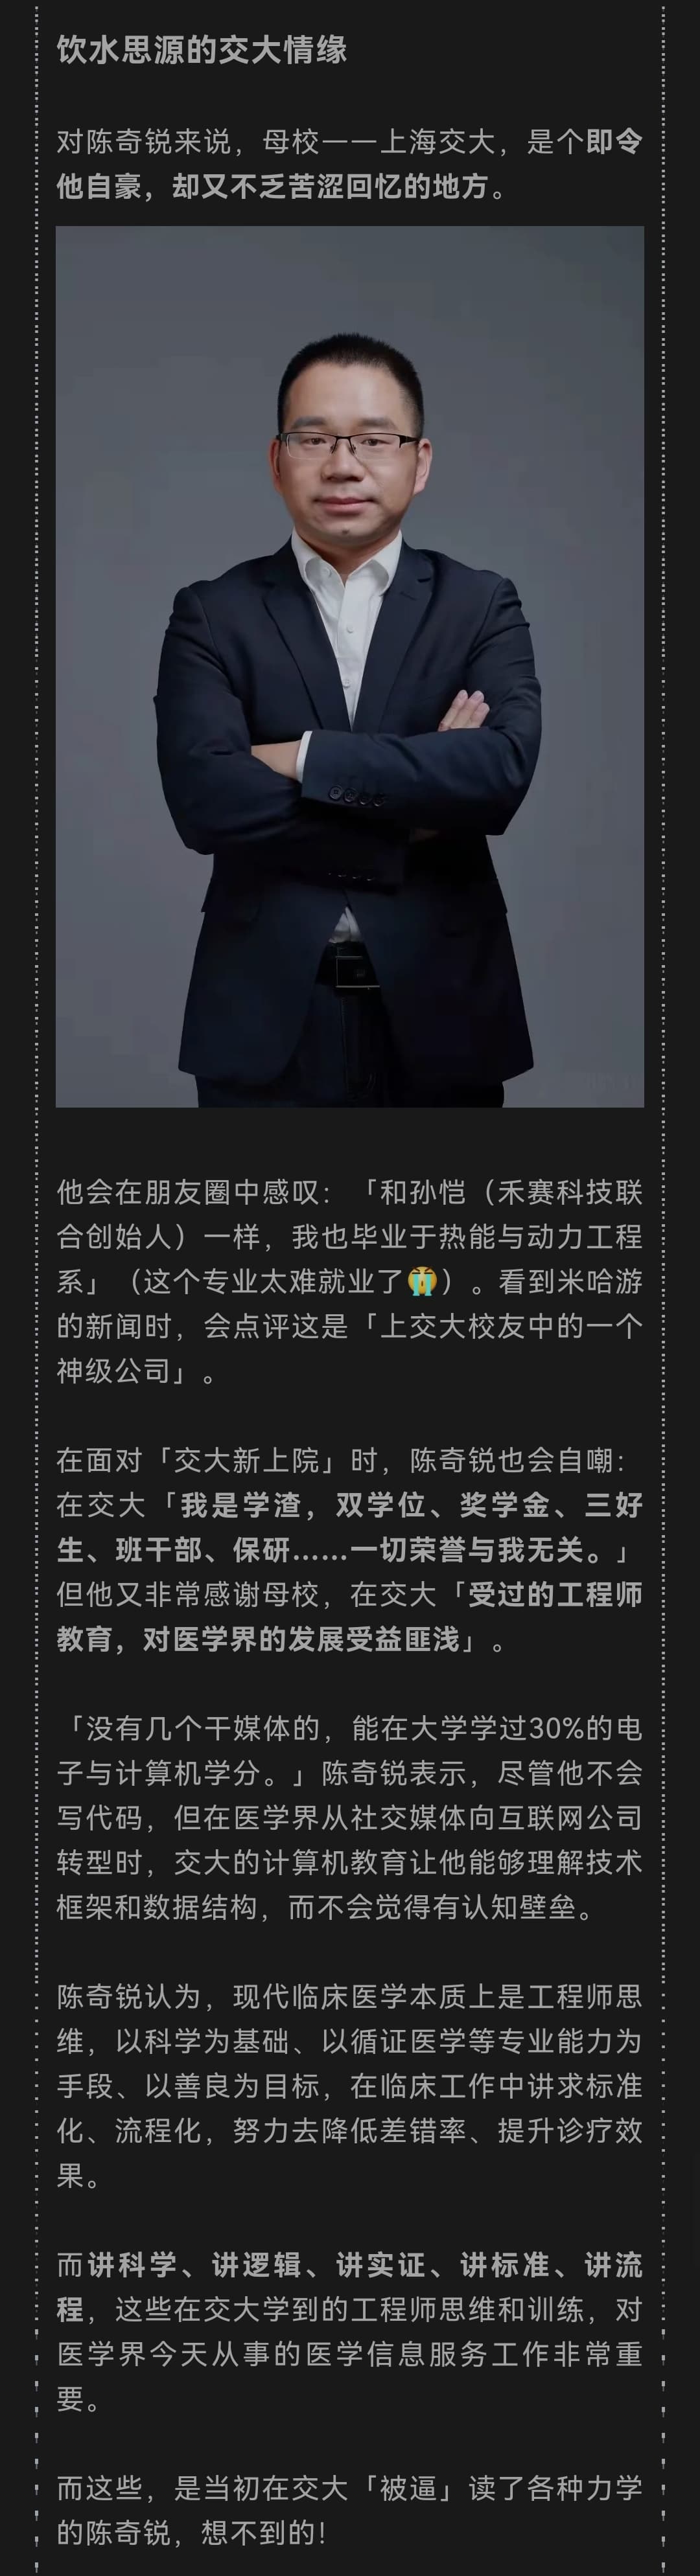 饮水思源的交大情缘
对陈奇锐来说，母校一一上海交大，是个即令
他自豪，却又不乏苦涩回忆的地方。
他会在朋友圈中感叹：「和孙恺（禾赛科技联
合创始人）一样，我也毕业于热能与动力工程
系」（这个专业太难就业了😭）。看到米哈游
的新闻时，会点评这是「上交大校友中的一个
神级公司」。
在面对「交大新上院」时，陈奇锐也会自嘲：
在交大「我是学渣，双学位、奖学金、三好
生、班干部、保研……一切荣誉与我无关。」
但他又非常感谢母校，在交大「受过的工程师
教育，对医学界的发展受益匪浅」。
「没有几个干媒体的，能在大学学过30%的电
子与计算机学分。」陈奇锐表示，尽管他不会
写代码，但在医学界从社交媒体向互联网公司
转型时，交大的计算机教育让他能够理解技术
框架和数据结构，而不会觉得有认知壁垒。
陈奇锐认为，现代临床医学本质上是工程师思
维，以科学为基础、以循证医学等专业能力为
手段、以善良为目标，在临床工作中讲求标准
化、流程化，努力去降低差错率、提升诊疗效
果。
而讲科学、讲逻辑、讲实证、讲标准、讲流
程，这些在交大学到的工程师思维和训练，对
医学界今天从事的医学信息服务工作非常重
要。
而这些，是当初在交大「被逼」读了各种力学
的陈奇锐，想不到的！